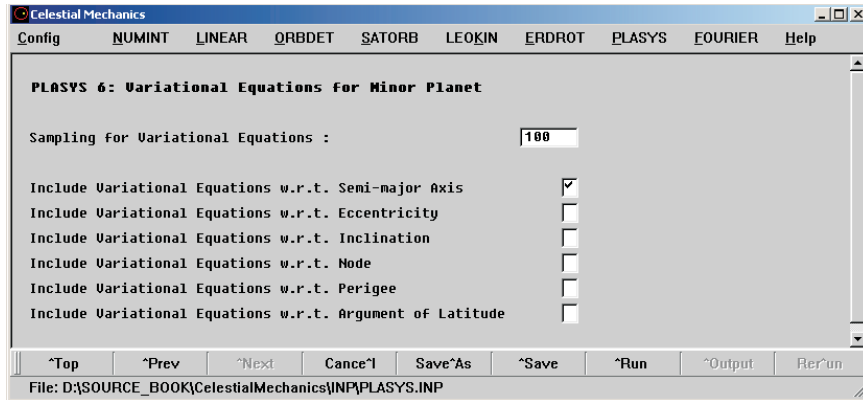 Celestial Mechanics
Config NUMINT LINEAR ORBDET SATORB LEOKIN ERDROT PLASYS FOURIER Help
PLASYS 6: Variational Equations for Minor Planet
Sampling for Variational Equations : 100
Include Variational Equations w.r.t. Semi-major Axis
Include Variational Equations w.r.t. Eccentricity
Include Variational Equations w.r.t. Inclination
Include Variational Equations w.r.t. Node
Include Variational Equations w.r.t. Perigee
Include Variational Equations w.r.t. Argument of Latitude
^Top ^Prev ^Next Cance^l Save^As ^Save ^Run ^Output Rer^un
File: D:\SOURCE_BOOK\CelestialMechanics\INP\PLASYS.INP